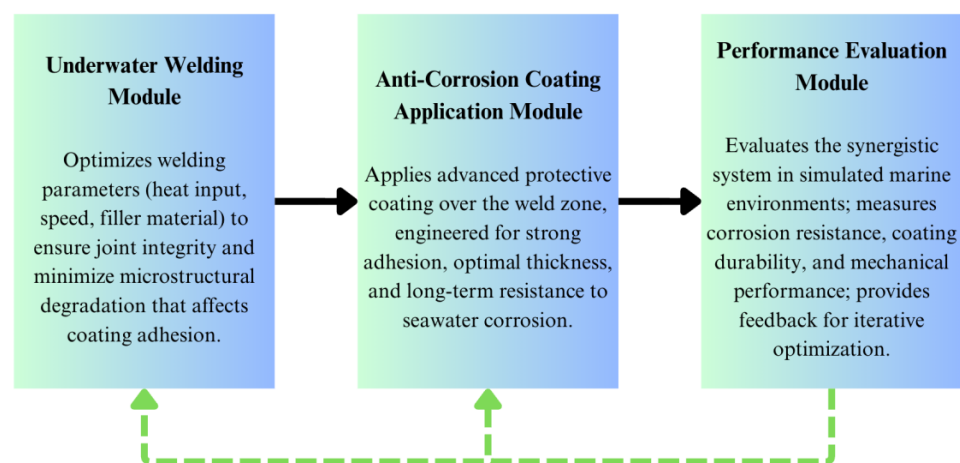 Underwater Welding
Module
Optimizes welding
parameters (heat input,
speed, filler material) to
ensure joint integrity and
minimize microstructural
degradation that affects
coating adhesion.
Anti-Corrosion Coating
Application Module
Applies advanced protective
coating over the weld zone,
engineered for strong
adhesion, optimal thickness,
and long-term resistance to
seawater corrosion.
Performance Evaluation
Module
Evaluates the synergistic
system in simulated marine
environments; measures
corrosion resistance, coating
durability, and mechanical
performance; provides
feedback for iterative
optimization.